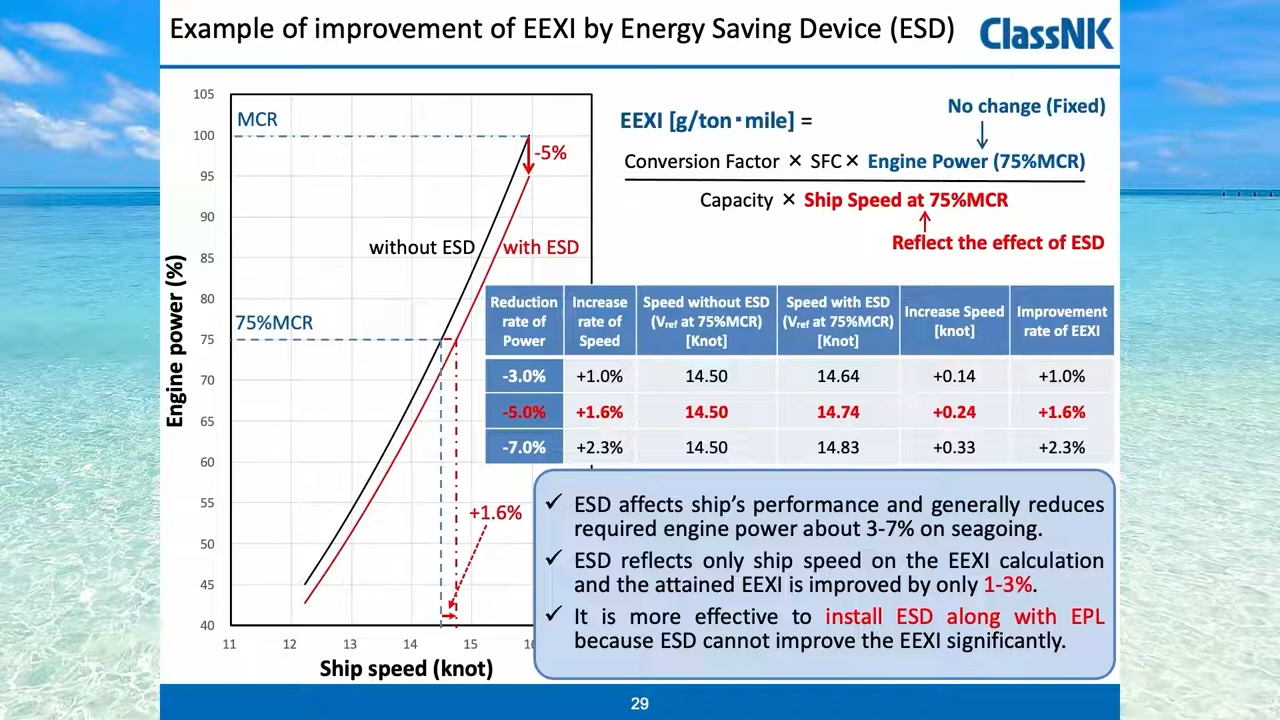 Example of improvement of EEXI by Energy Saving Device (ESD)
ClassNK
105
100
95
90
85
80
75
70
65
60
55
50
45
40
11
12
13
14
15
Engine power (%)
Ship speed (knot)
MCR
-5%
without ESD
with ESD
75%MCR
+1.6%
No change (Fixed)
EEXI [g/ton・mile] =
Conversion Factor × SFC × Engine Power (75%MCR)
Capacity × Ship Speed at 75%MCR
Reflect the effect of ESD
Reduction rate of Power | Increase rate of Speed | Speed without ESD (Vref at 75%MCR) [Knot] | Speed with ESD (Vref at 75%MCR) [Knot] | Increase Speed [knot] | Improvement rate of EEXI
-3.0% +1.0% 14.50 14.64 +0.14 +1.0%
-5.0% +1.6% 14.50 14.74 +0.24 +1.6%
-7.0% +2.3% 14.50 14.83 +0.33 +2.3%
✓ ESD affects ship's performance and generally reduces
required engine power about 3-7% on seagoing.
✓ ESD reflects only ship speed on the EEXI calculation
and the attained EEXI is improved by only 1-3%.
✓ It is more effective to install ESD along with EPL
because ESD cannot improve the EEXI significantly.
29